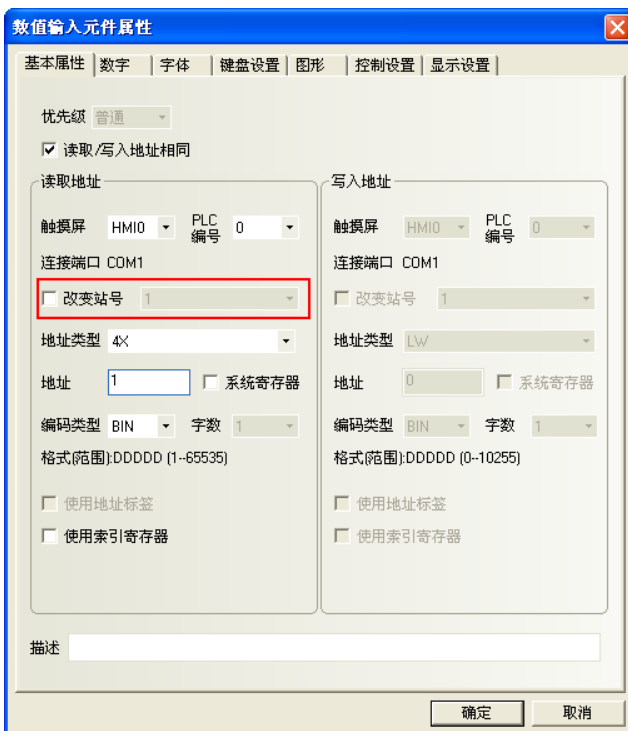 数值输入元件属性
基本属性 数字 字体 键盘设置 图形 控制设置 显示设置
优先级 普通
读取/写入地址相同
读取地址
触摸屏 HMI0 PLC编号 0
连接端口 COM1
改变站号 1
地址类型 4X
地址 1 系统寄存器
编码类型 BIN 字数 1
格式(范围):DDDDD (1--65535)
使用地址标签
使用索引寄存器
写入地址
触摸屏 HMI0 PLC编号 0
连接端口 COM1
改变站号 1
地址类型 LW
地址 0 系统寄存器
编码类型 BIN 字数 1
格式(范围):DDDDD (0--10255)
使用地址标签
使用索引寄存器
描述
确定 取消